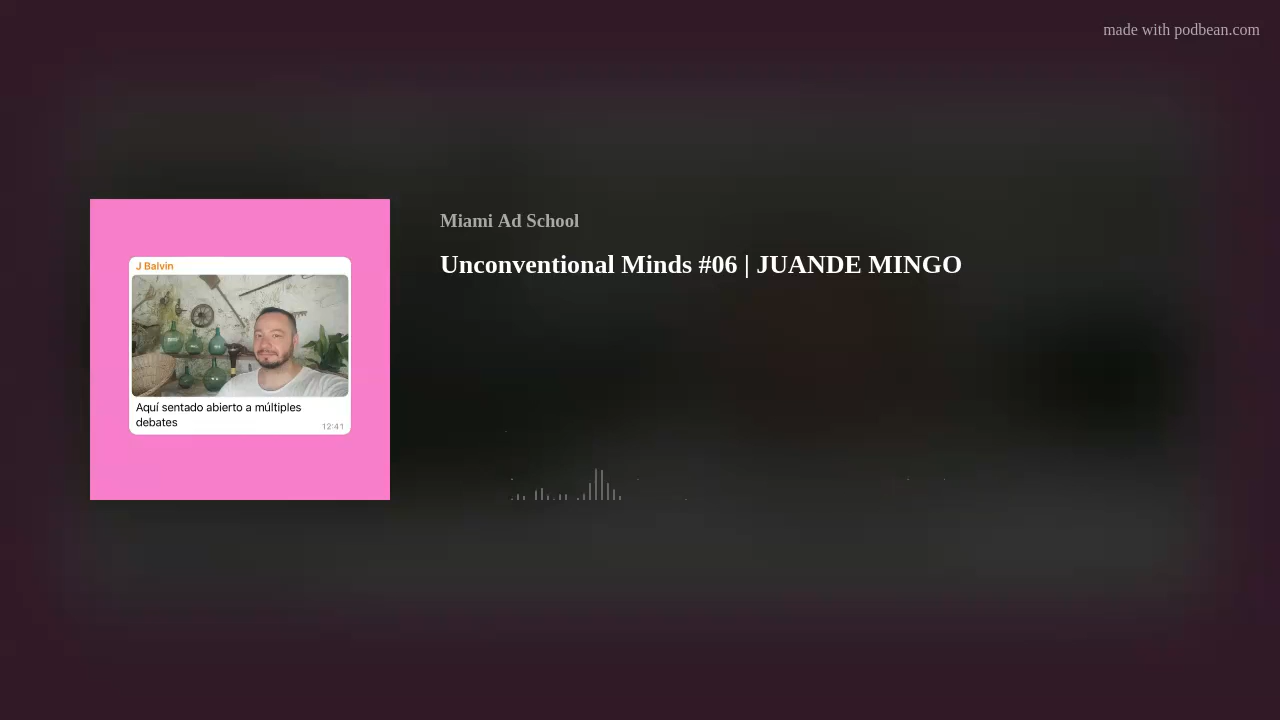 made with podbean.com
Miami Ad School
Unconventional Minds #06 | JUANDE MINGO
J Balvin
Aquí sentado abierto a múltiples
debates
12:41